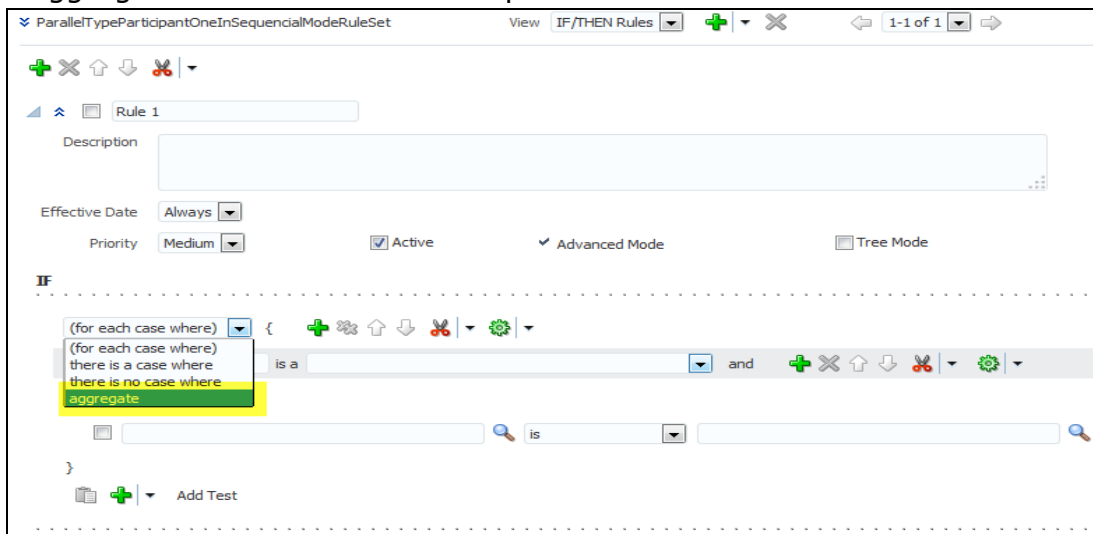 ParallelTypeParticipantOneInSequencialModeRuleSet View IF/THEN Rules 1-1 of 1
Rule 1
Description
Effective Date Always
Priority Medium Active Advanced Mode Tree Mode
IF
(for each case where) {
(for each case where)
there is a case where is a and
there is no case where
aggregate
is
}
Add Test